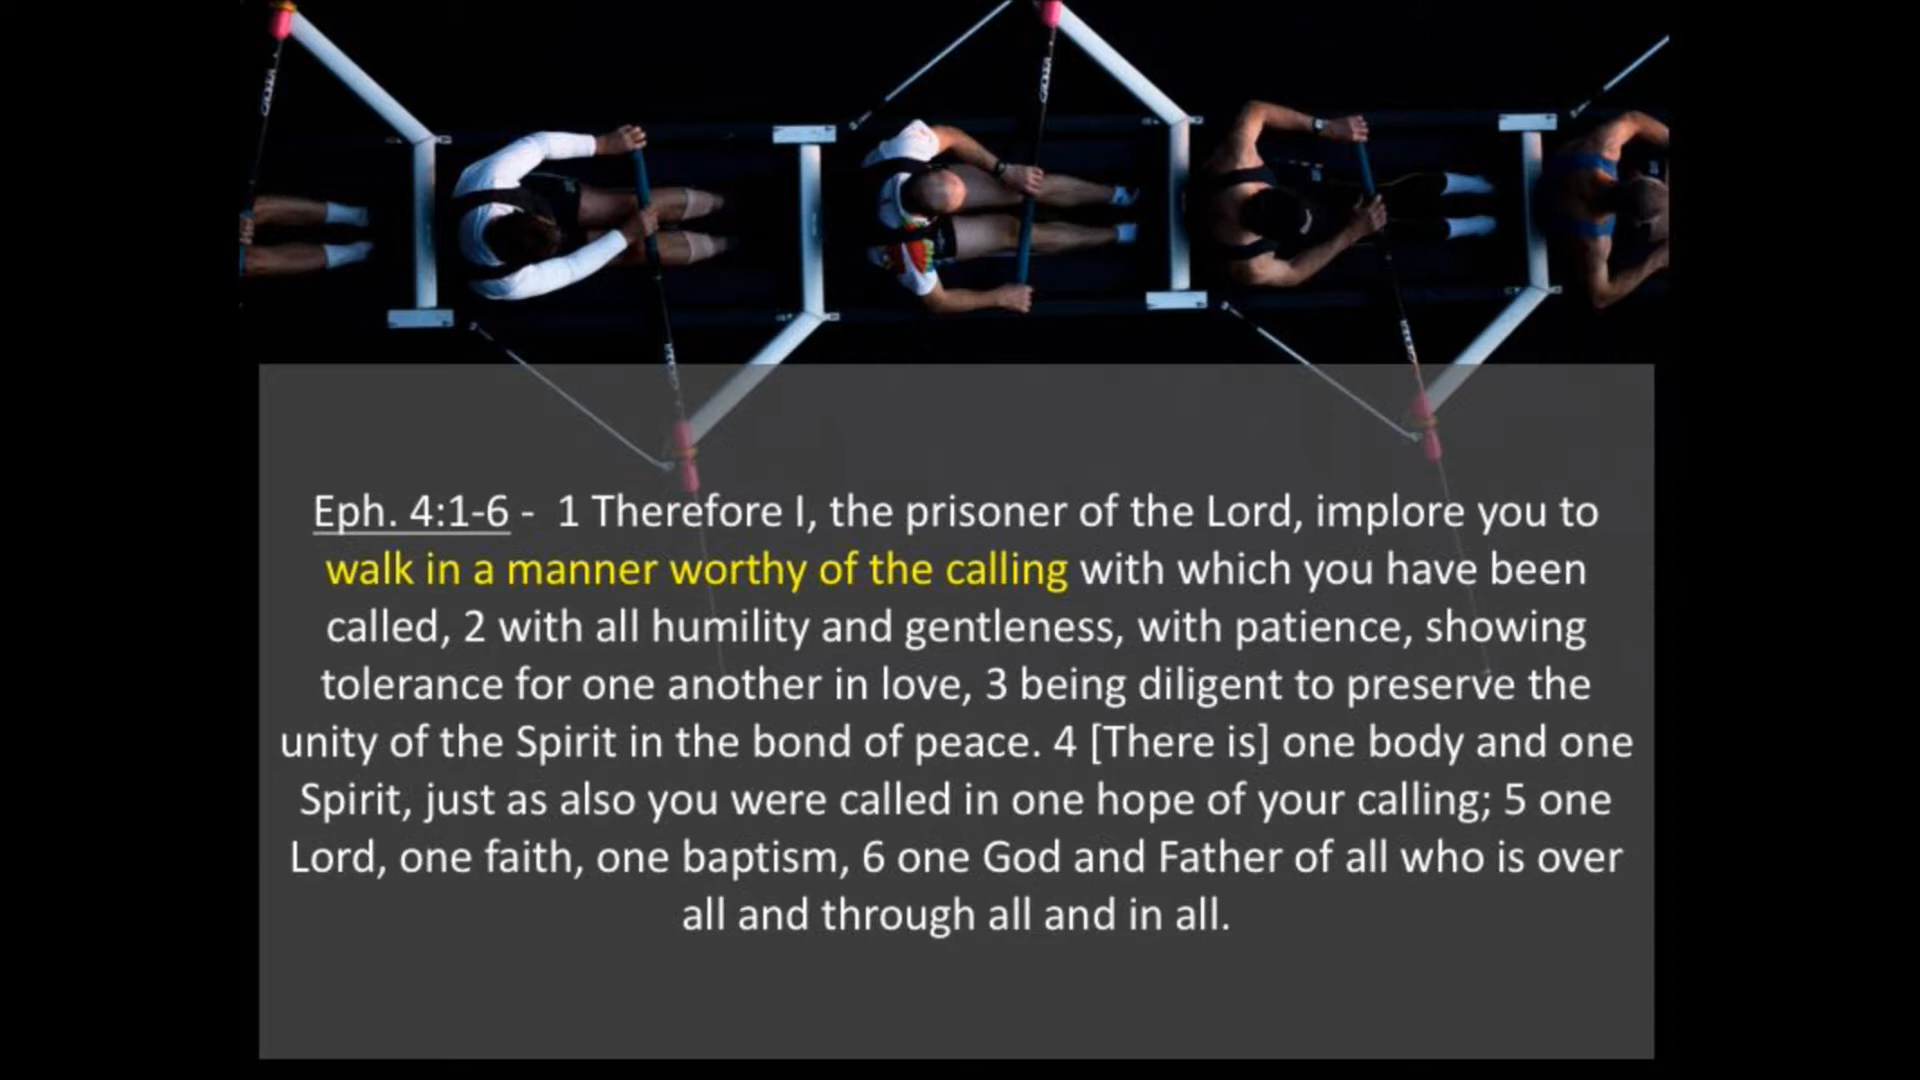 Eph. 4:1-6 - 1 Therefore I, the prisoner of the Lord, implore you to
walk in a manner worthy of the calling with which you have been
called, 2 with all humility and gentleness, with patience, showing
tolerance for one another in love, 3 being diligent to preserve the
unity of the Spirit in the bond of peace. 4 [There is] one body and one
Spirit, just as also you were called in one hope of your calling; 5 one
Lord, one faith, one baptism, 6 one God and Father of all who is over
all and through all and in all.